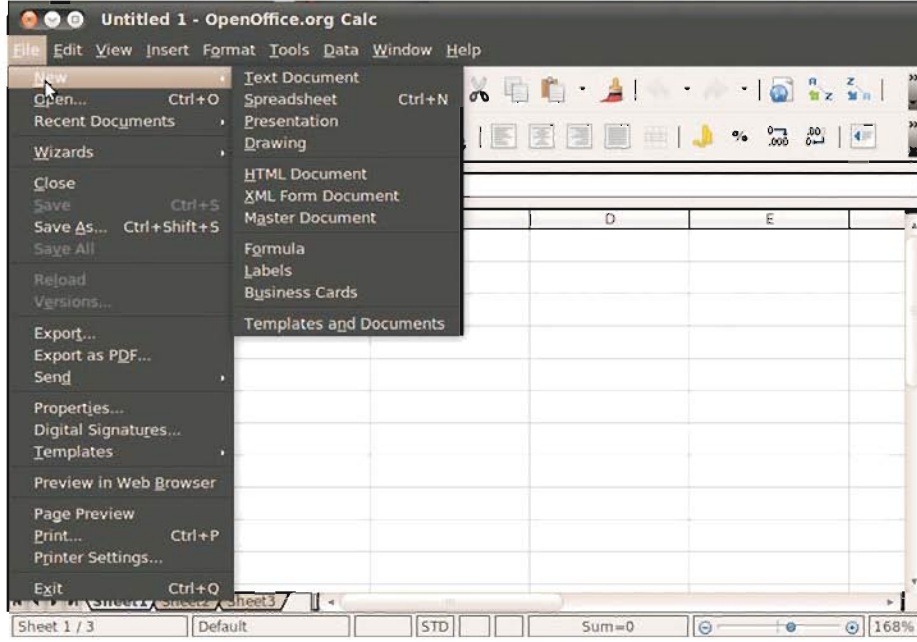 Untitled 1 - OpenOffice.org Calc
File Edit View Insert Format Tools Data Window Help
New
Open... Ctrl+O
Recent Documents
Wizards
Close
Save Ctrl+S
Save As... Ctrl+Shift+S
Save All
Reload
Versions...
Export...
Export as PDF...
Send
Properties...
Digital Signatures...
Templates
Preview in Web Browser
Page Preview
Print... Ctrl+P
Printer Settings...
Exit Ctrl+Q
Text Document
Spreadsheet Ctrl+N
Presentation
Drawing
HTML Document
XML Form Document
Master Document
Formula
Labels
Business Cards
Templates and Documents
D E
Sheet1 Sheet2 Sheet3
Sheet 1 / 3 Default STD Sum=0 168%